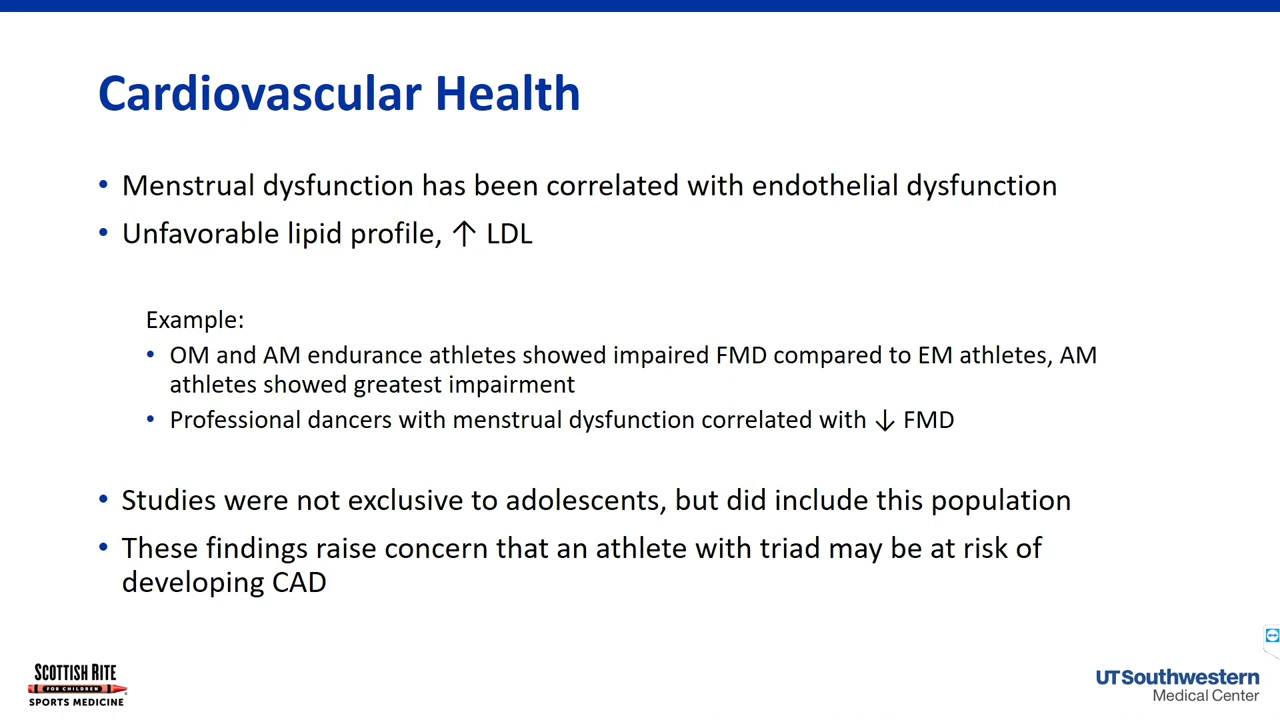 Cardiovascular Health
• Menstrual dysfunction has been correlated with endothelial dysfunction
• Unfavorable lipid profile, ↑ LDL
Example:
• OM and AM endurance athletes showed impaired FMD compared to EM athletes, AM
athletes showed greatest impairment
• Professional dancers with menstrual dysfunction correlated with ↓ FMD
• Studies were not exclusive to adolescents, but did include this population
• These findings raise concern that an athlete with triad may be at risk of
developing CAD
SCOTTISH RITE
FOR CHILDREN
SPORTS MEDICINE
UT Southwestern
Medical Center